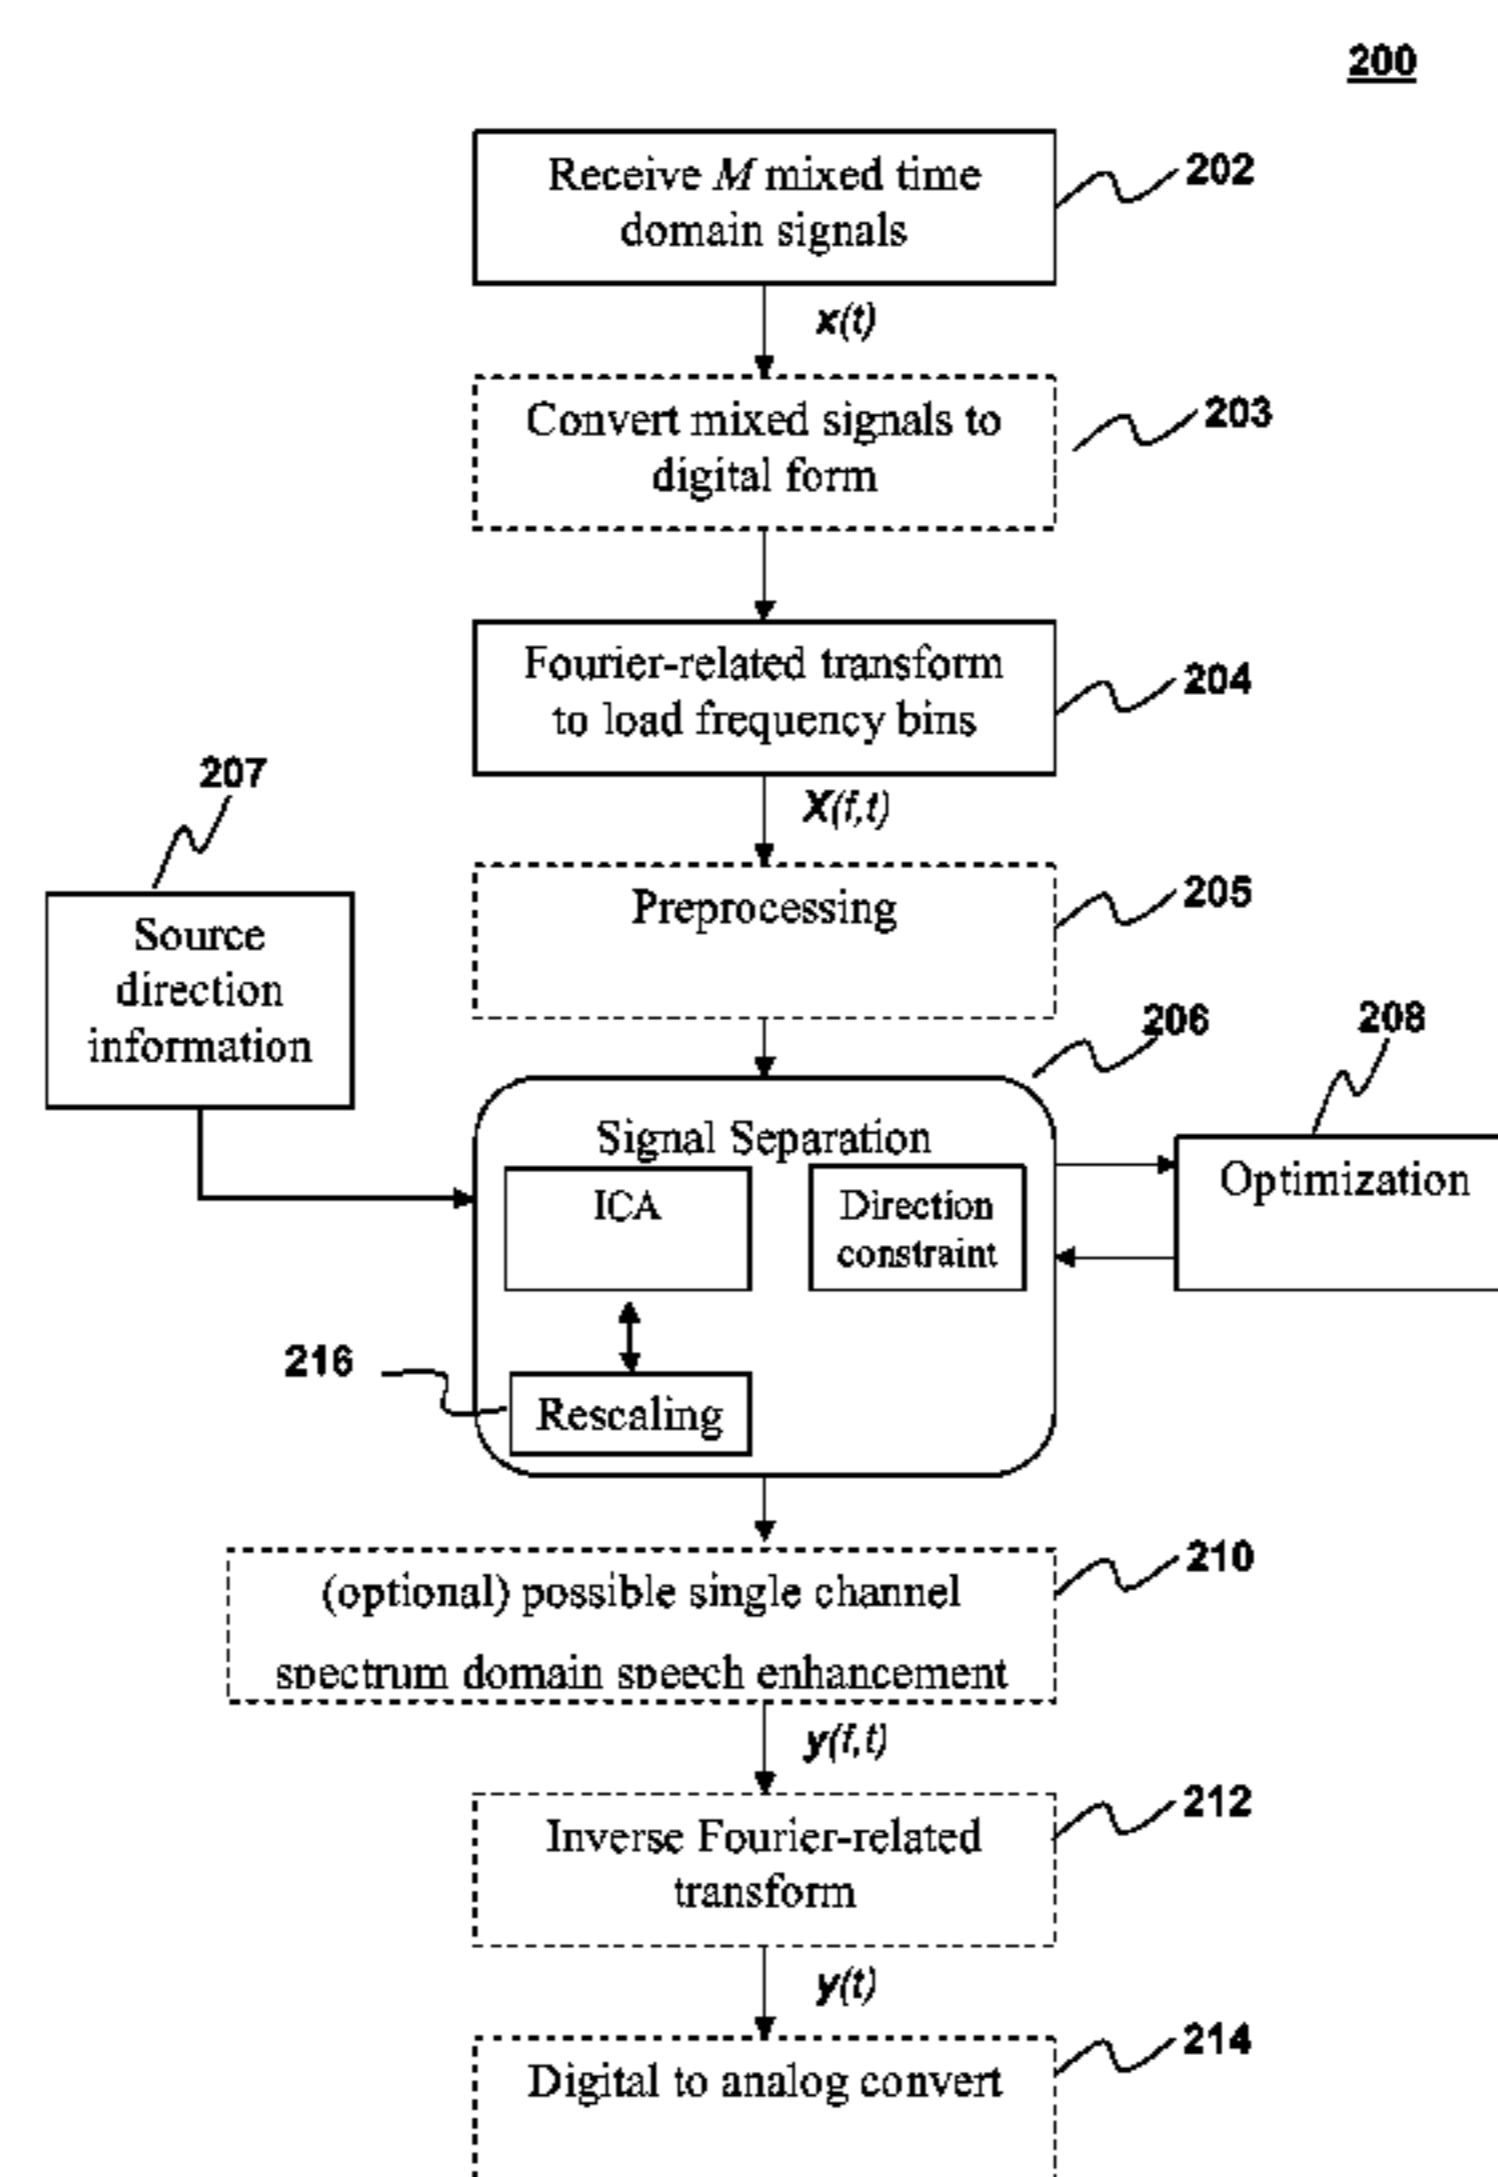 200
Receive M mixed time
domain signals
202
x(t)
Convert mixed signals to
digital form
203
Fourier-related transform
to load frequency bins
204
X(f,t)
207
Source
direction
information
Preprocessing
205
206
208
Signal Separation
ICA
Direction
constraint
Optimization
216
Rescaling
(optional) possible single channel
spectrum domain speech enhancement
210
y(f,t)
Inverse Fourier-related
transform
212
y(t)
Digital to analog convert
214